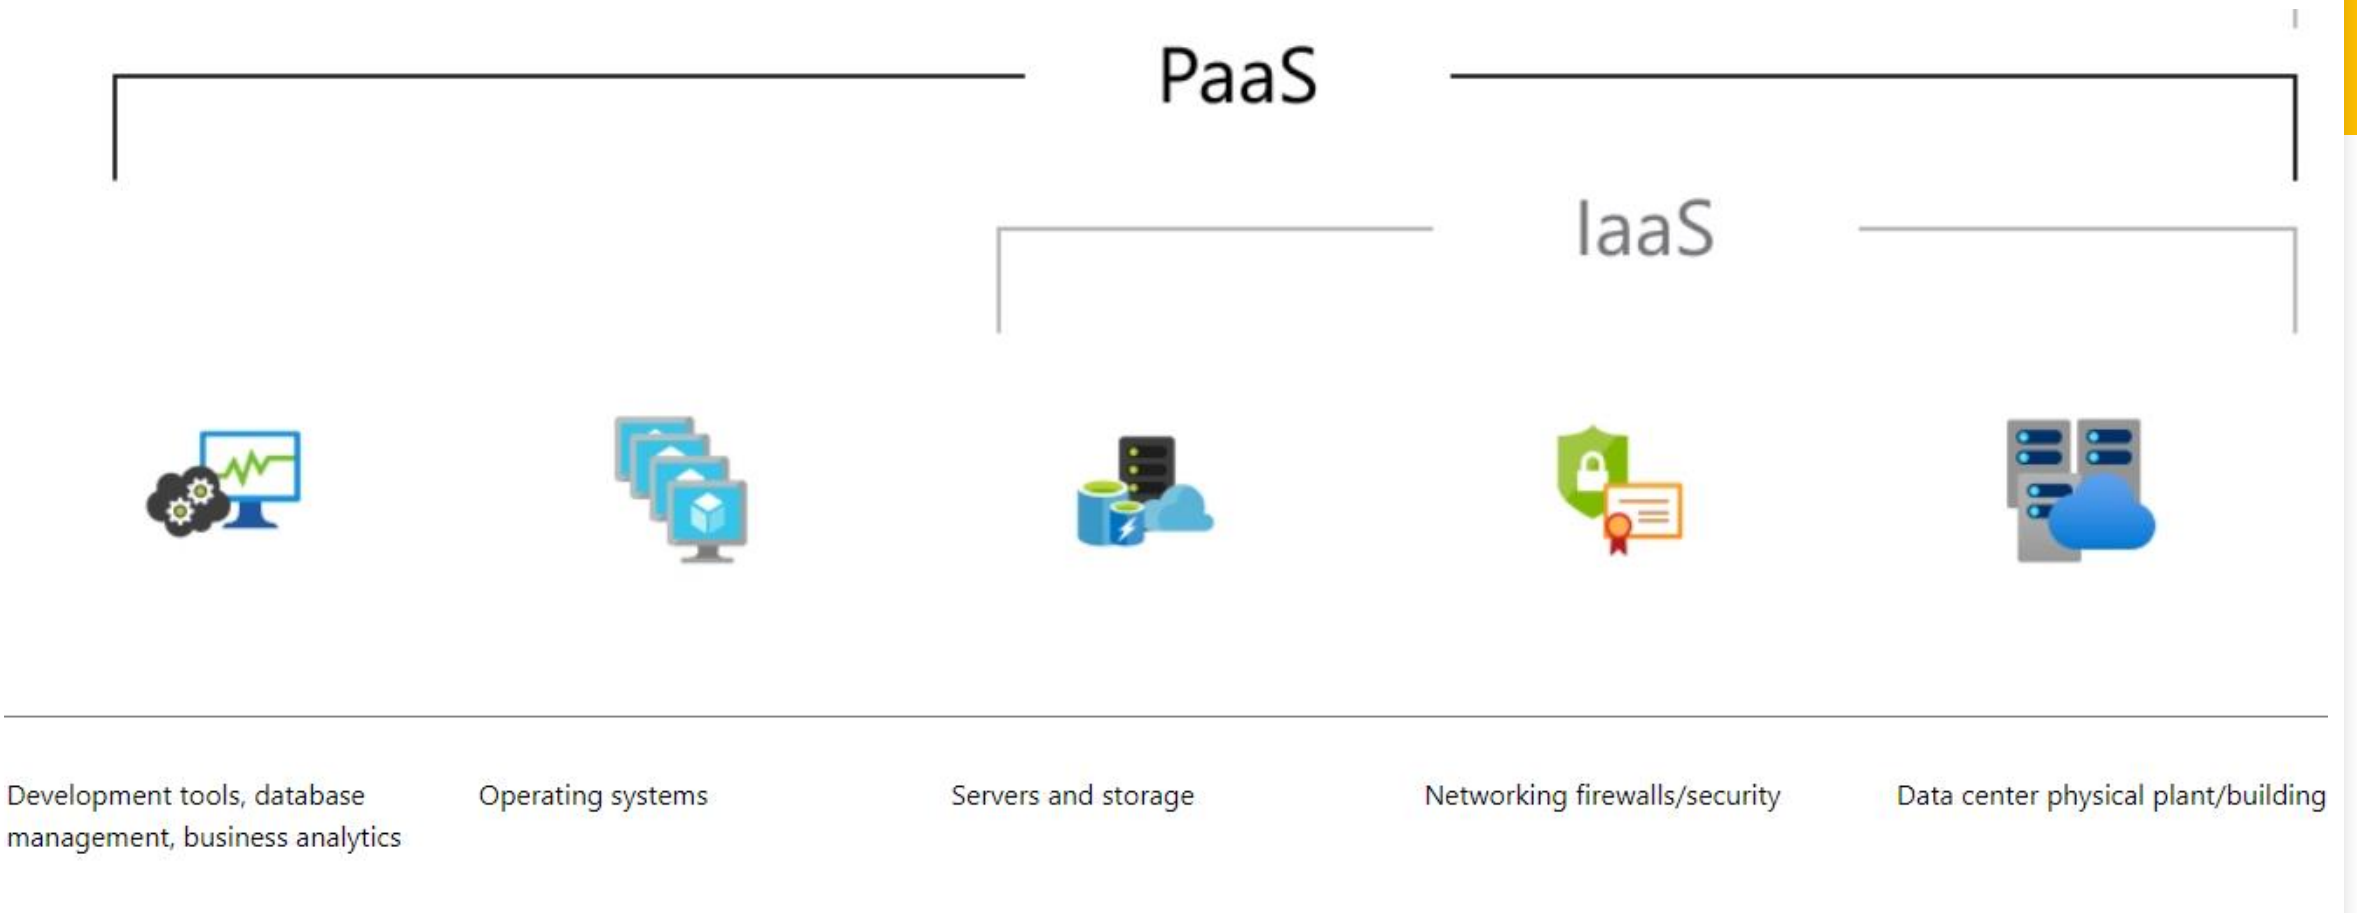 PaaS
IaaS
Development tools, database
management, business analytics
Operating systems
Servers and storage
Networking firewalls/security
Data center physical plant/building